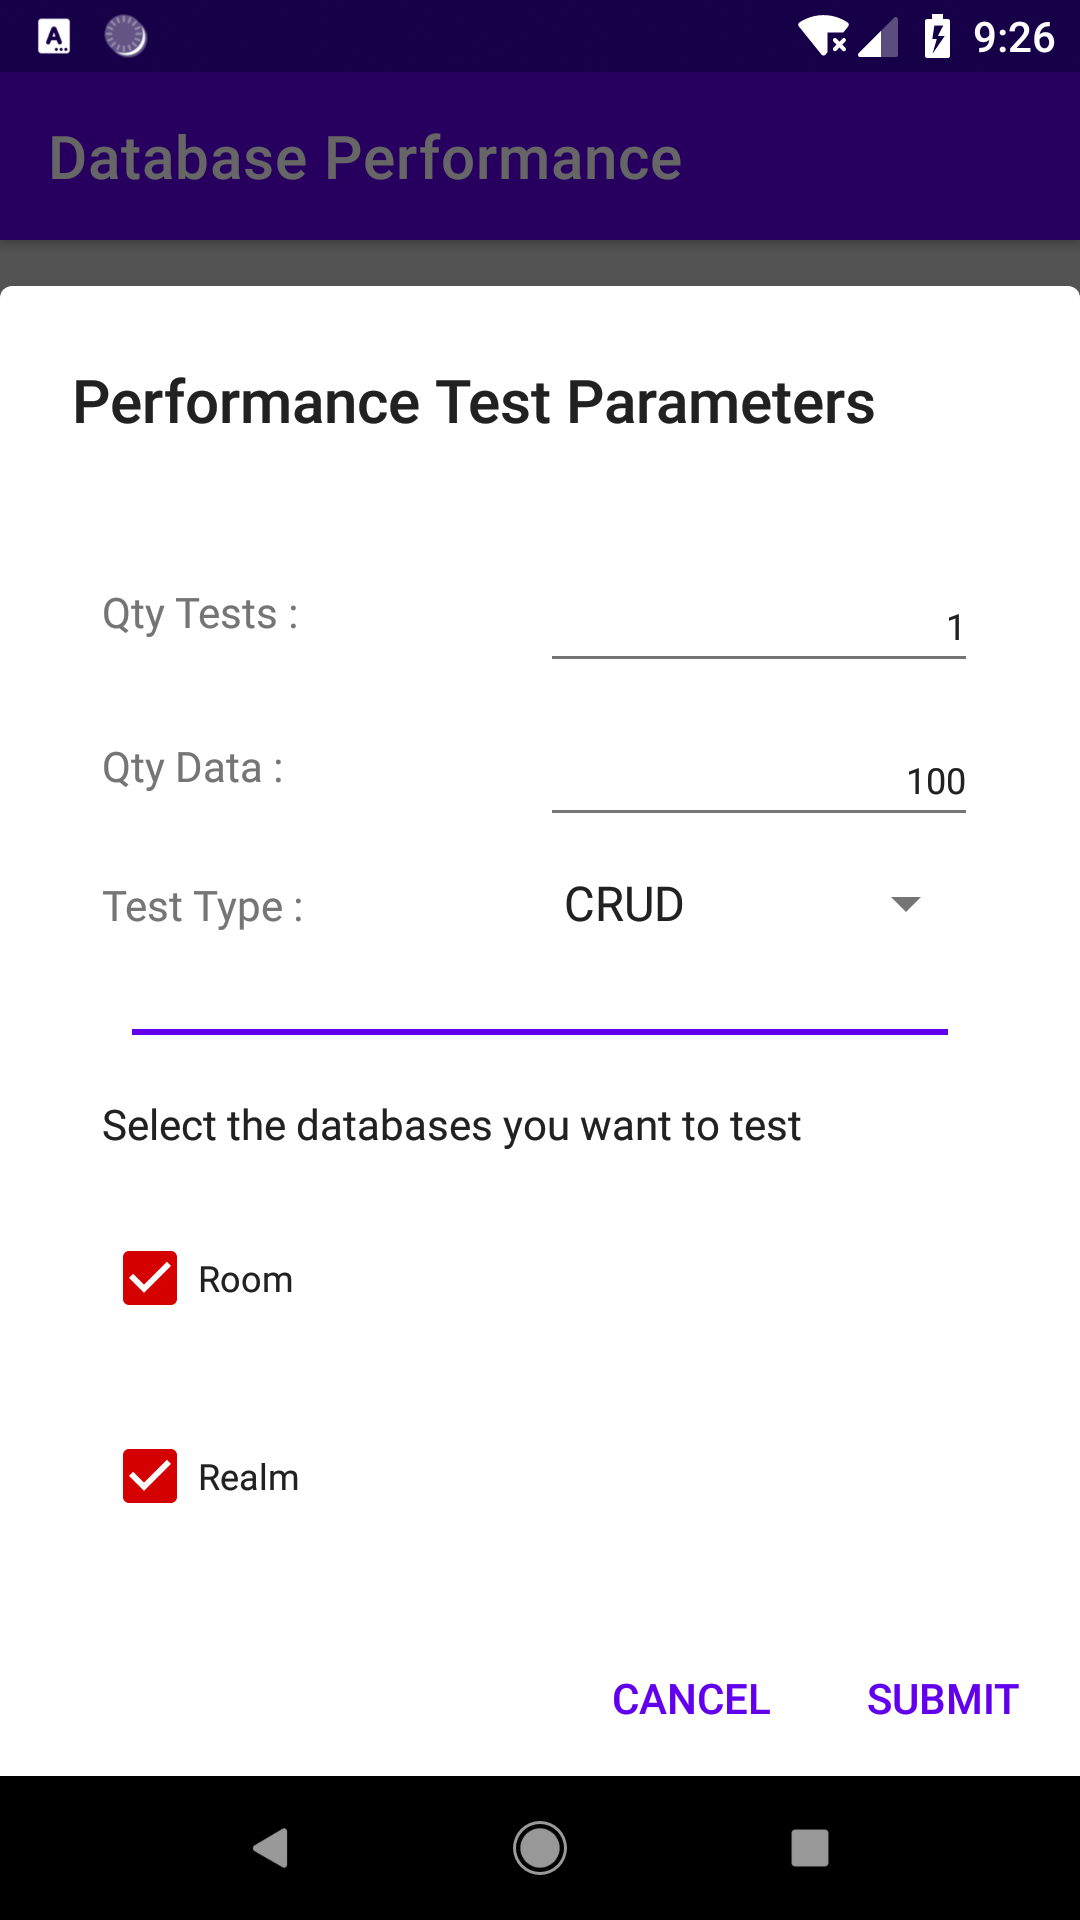 9:26
Database Performance
Performance Test Parameters
Qty Tests :
1
Qty Data :
100
Test Type :
CRUD
Select the databases you want to test
Room
Realm
CANCEL SUBMIT